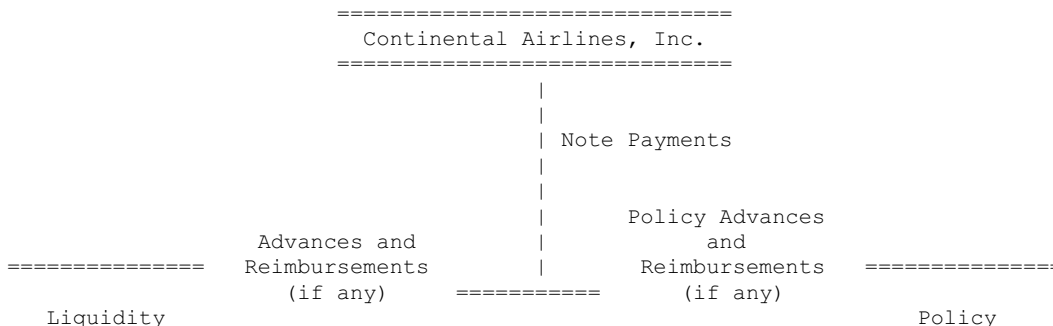 ==============================
Continental Airlines, Inc.
==============================
|
|
| Note Payments
|
|
| Policy Advances
Advances and | and
=============== Reimbursements | Reimbursements ===============
(if any) =========== (if any)
Liquidity Policy